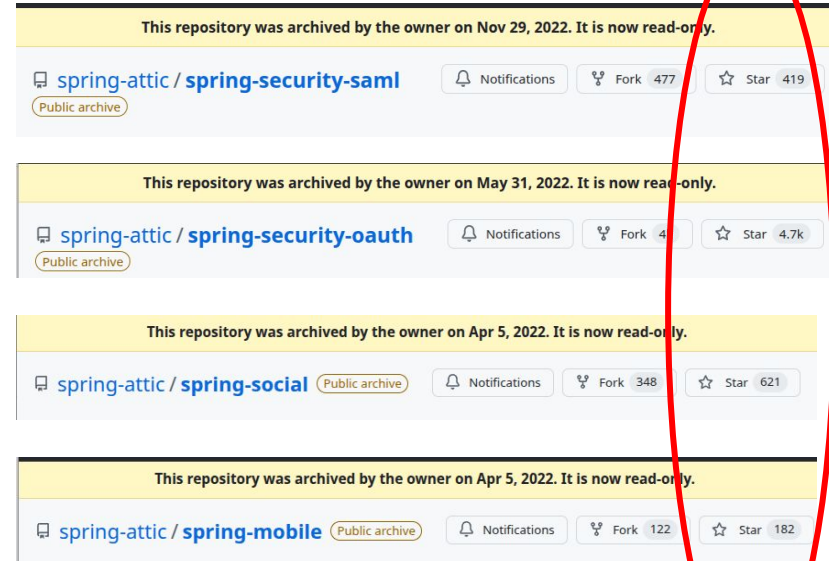 This repository was archived by the owner on Nov 29, 2022. It is now read-only.
spring-attic / spring-security-saml Notifications Fork 477 Star 419
Public archive
This repository was archived by the owner on May 31, 2022. It is now read-only.
spring-attic / spring-security-oauth Notifications Fork Star 4.7k
Public archive
This repository was archived by the owner on Apr 5, 2022. It is now read-only.
spring-attic / spring-social Public archive Notifications Fork 348 Star 621
This repository was archived by the owner on Apr 5, 2022. It is now read-only.
spring-attic / spring-mobile Public archive Notifications Fork 122 Star 182